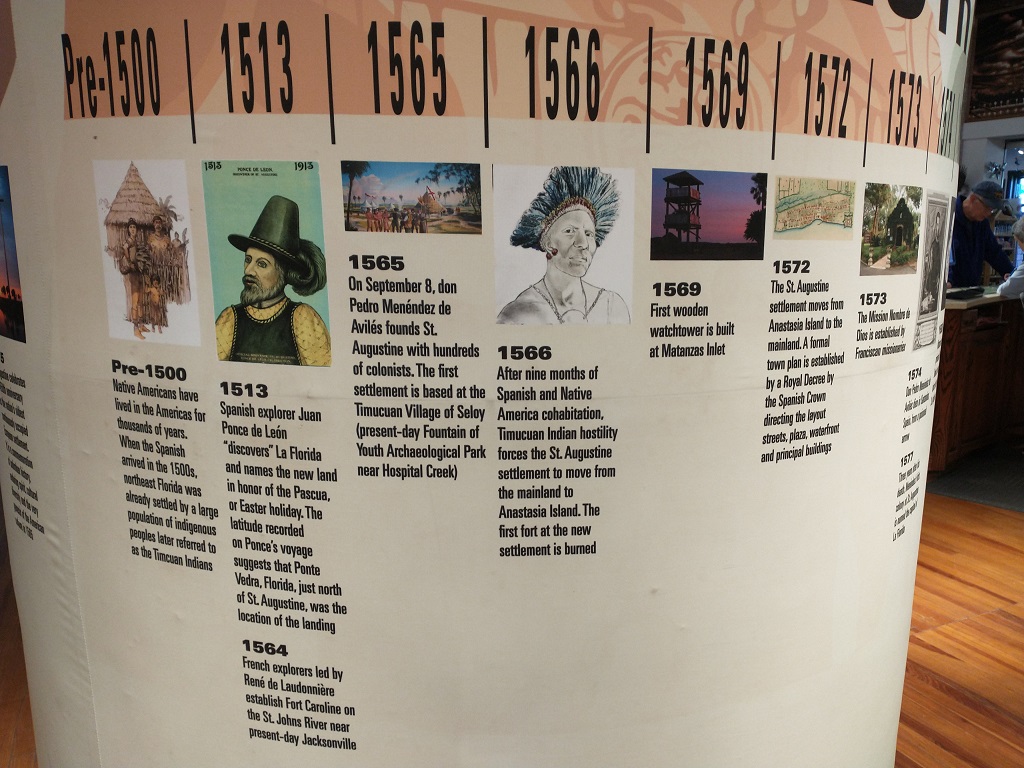 Pre-1500
1513
1565
1566
1569
1572
1573
1513 1913
PONCE DE LEON
Pre-1500
Native Americans have
lived in the Americas for
thousands of years.
When the Spanish
arrived in the 1500s,
northeast Florida was
already settled by a large
population of indigenous
peoples later referred to
as the Timcuan Indians
1513
Spanish explorer Juan
Ponce de León
"discovers" La Florida
and names the new land
in honor of the Pascua,
or Easter holiday. The
latitude recorded
on Ponce's voyage
suggests that Ponte
Vedra, Florida, just north
of St. Augustine, was the
location of the landing
1564
French explorers led by
René de Laudonnière
establish Fort Caroline on
the St. Johns River near
present-day Jacksonville
1565
On September 8, don
Pedro Menéndez de
Avilés founds St.
Augustine with hundreds
of colonists. The first
settlement is based at the
Timucuan Village of Seloy
(present-day Fountain of
Youth Archaeological Park
near Hospital Creek)
1566
After nine months of
Spanish and Native
America cohabitation,
Timucuan Indian hostility
forces the St. Augustine
settlement to move from
the mainland to
Anastasia Island. The
first fort at the new
settlement is burned
1569
First wooden
watchtower is built
at Matanzas Inlet
1572
The St. Augustine
settlement moves from
Anastasia Island to the
mainland. A formal
town plan is established
by a Royal Decree by
the Spanish Crown
directing the layout
streets, plaza, waterfront
and principal buildings
1573
The Mission Nombre de
Dios is established by
Franciscan missionaries
1574
1577
La Florida